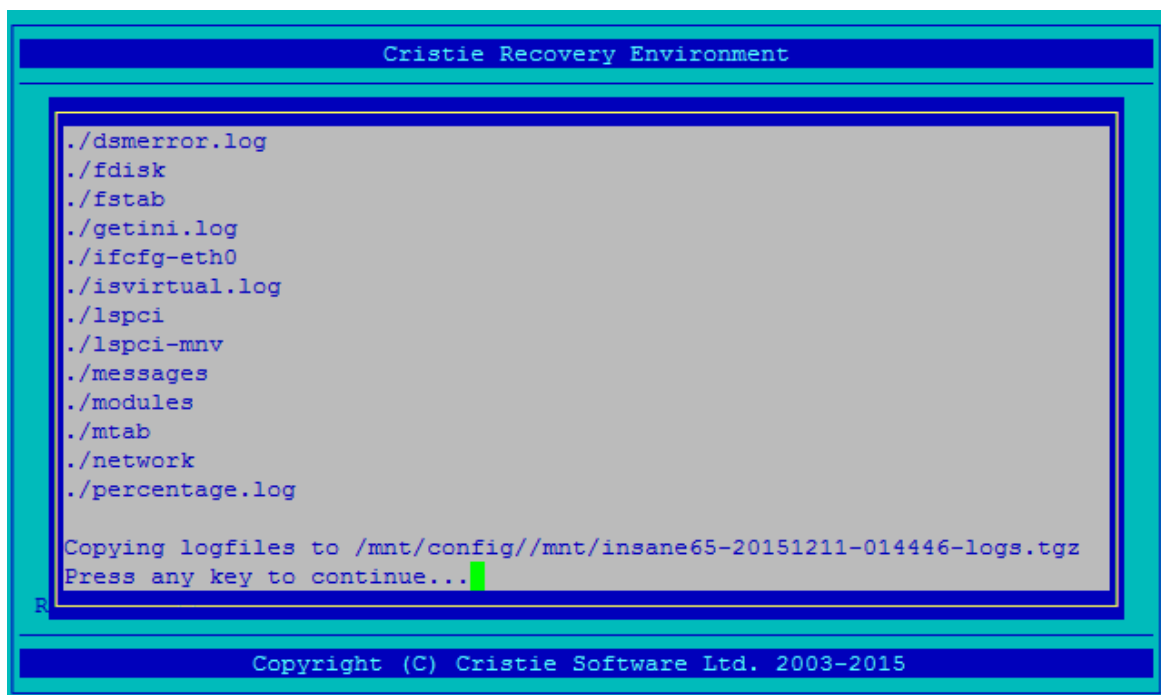 Cristie Recovery Environment
./dsmerror.log
./fdisk
./fstab
./getini.log
./ifcfg-eth0
./isvirtual.log
./lspci
./lspci-mnv
./messages
./modules
./mtab
./network
./percentage.log
Copying logfiles to /mnt/config//mnt/insane65-20151211-014446-logs.tgz
Press any key to continue...
R
Copyright (C) Cristie Software Ltd. 2003-2015